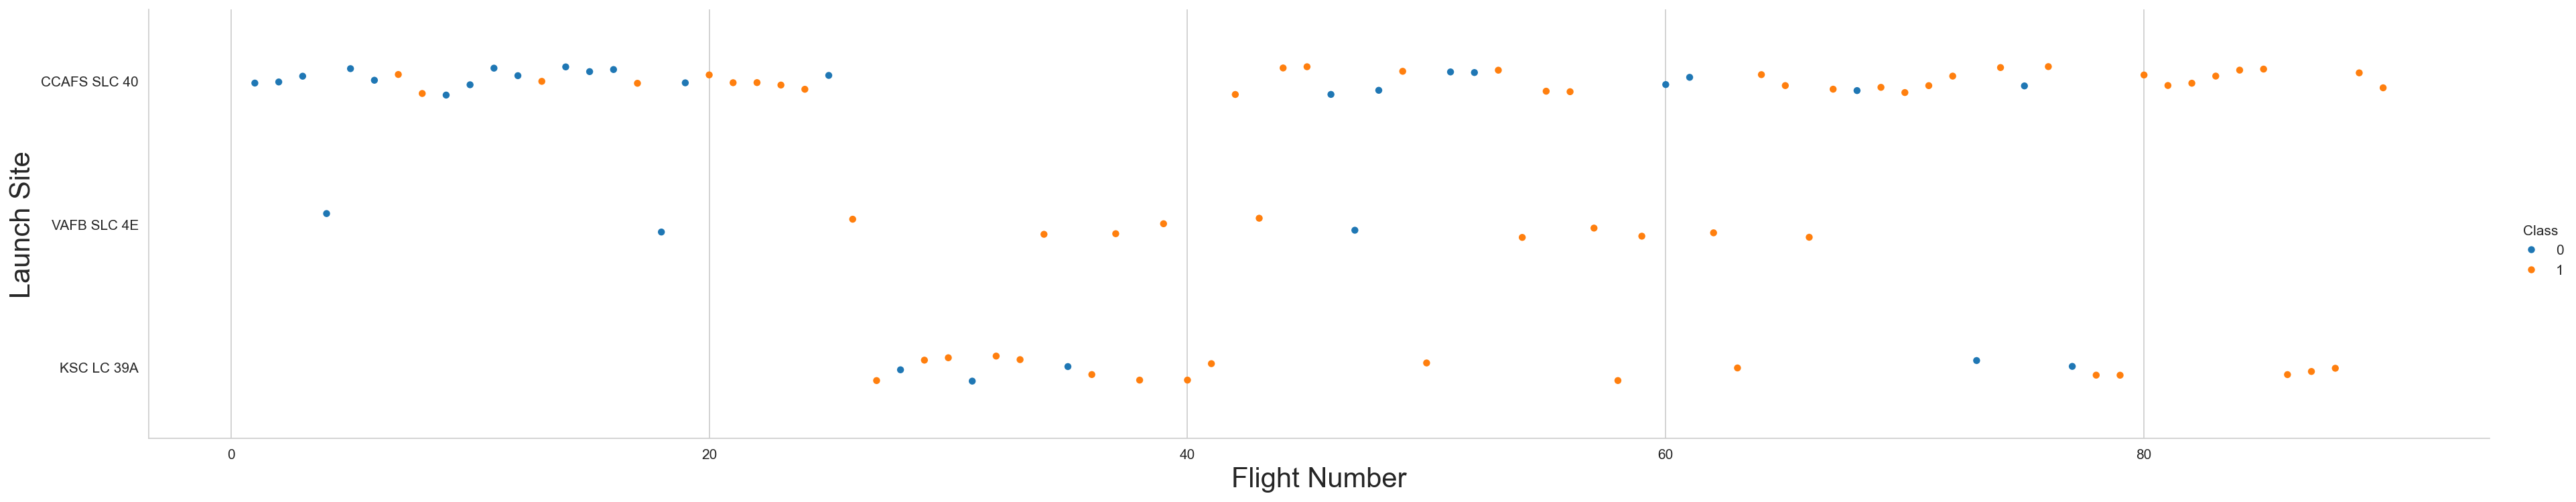 Launch Site
CCAFS SLC 40
VAFB SLC 4E
KSC LC 39A
0 20 40 60 80
Flight Number
Class
0
1